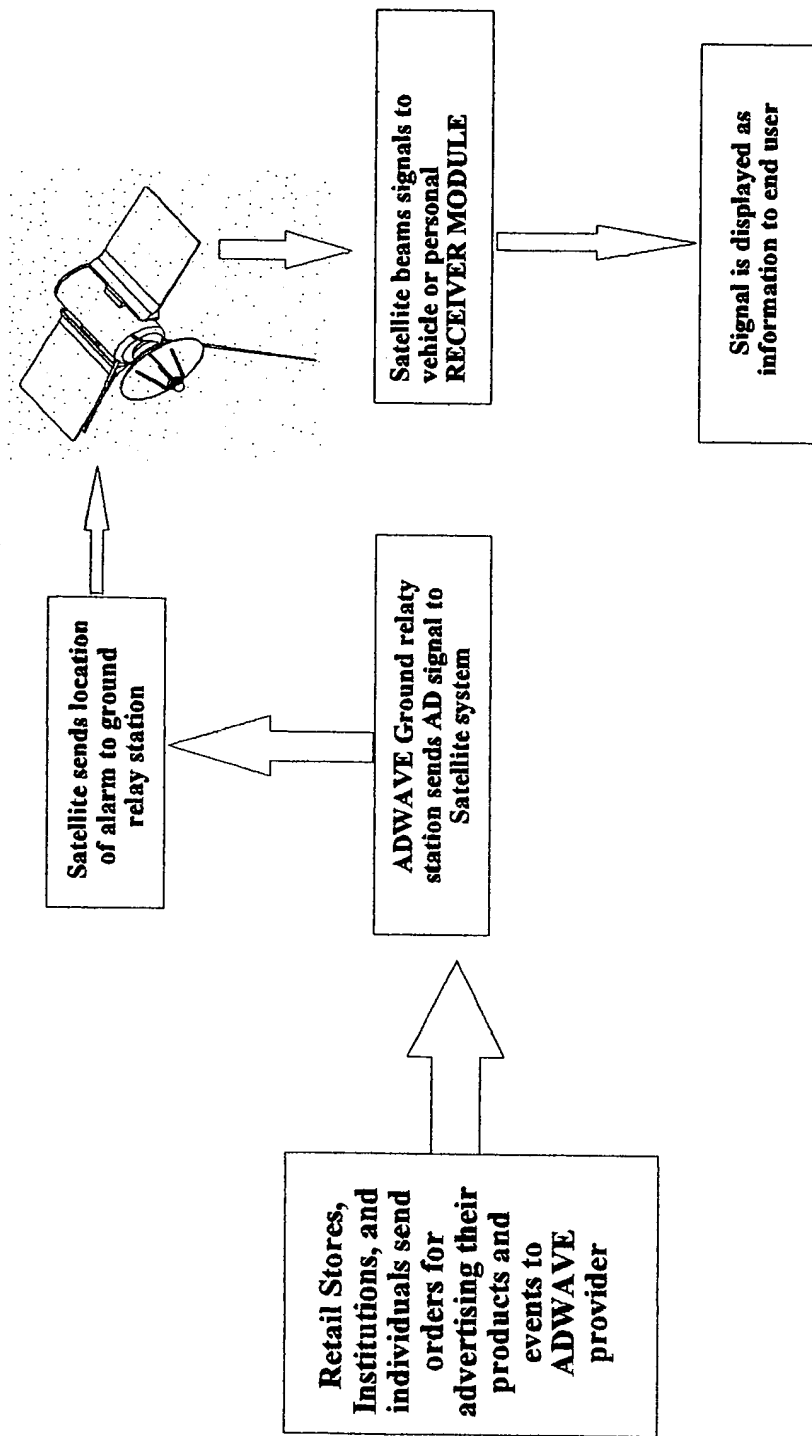 Retail Stores,
Institutions, and
individuals send
orders for
advertising their
products and
events to
ADWAVE
provider
ADWAVE Ground relaty
station sends AD signal to
Satellite system
Satellite sends location
of alarm to ground
relay station
Satellite beams signals to
vehicle or personal
RECEIVER MODULE
Signal is displayed as
information to end user